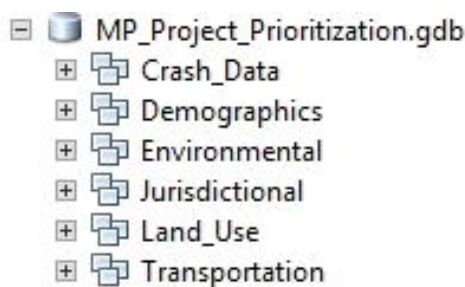 MP_Project_Prioritization.gdb
Crash_Data
Demographics
Environmental
Jurisdictional
Land_Use
Transportation